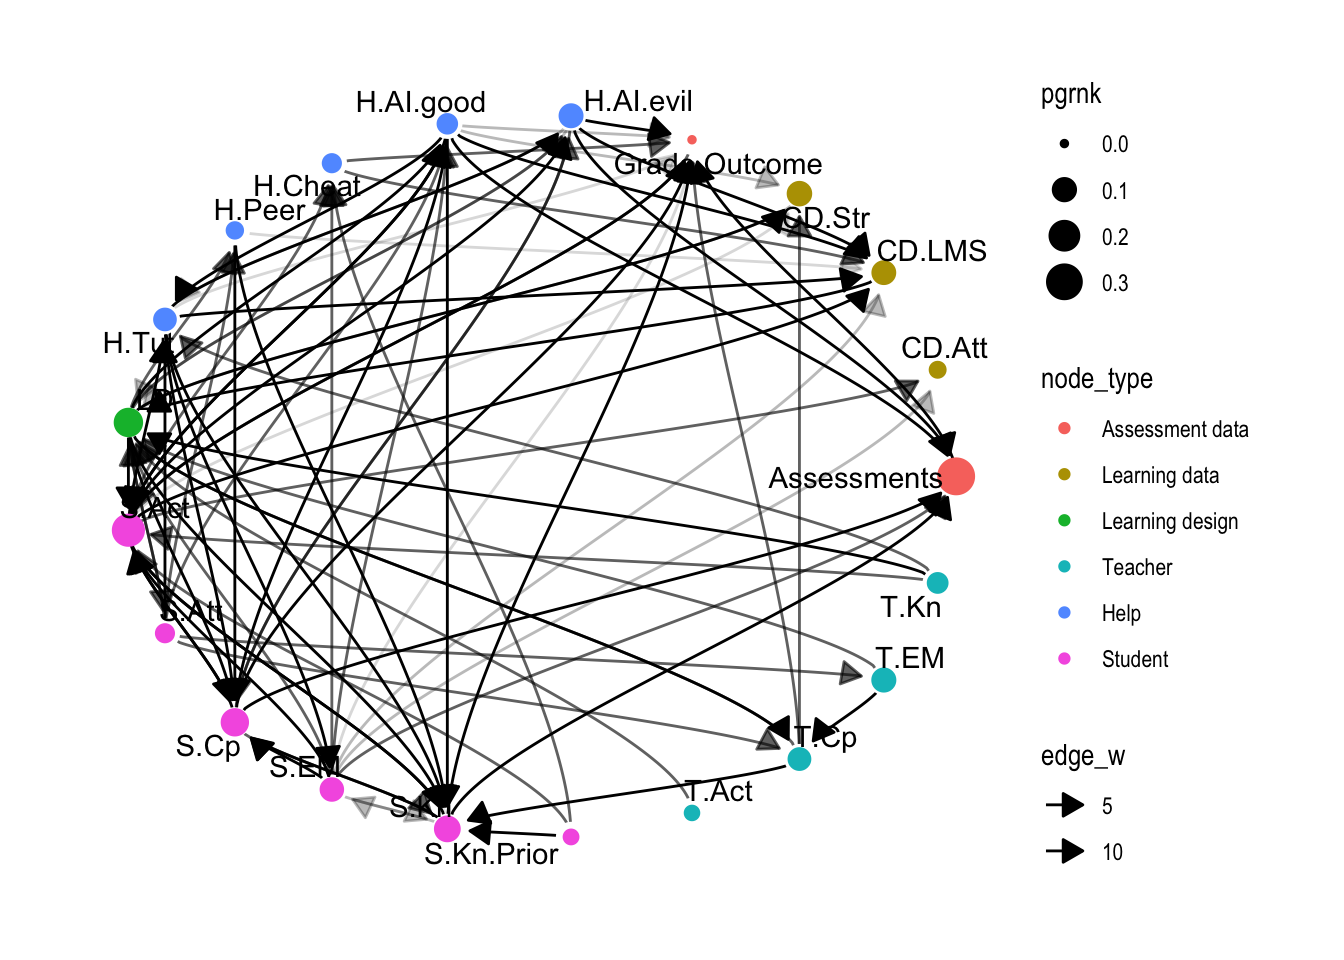 H.AI.good
H.AI.evil
Grade Outcome
H.Cheat
H.Peer
CD.Str
CD.LMS
H.Tut
CD.Att
Assessments
S.Act
T.Kn
S.Att
T.EM
S.Cp
T.Cp
S.EM
T.Act
S.Kn
S.Kn.Prior
pgrnk
0.0
0.1
0.2
0.3
node_type
Assessment data
Learning data
Learning design
Teacher
Help
Student
edge_w
5
10